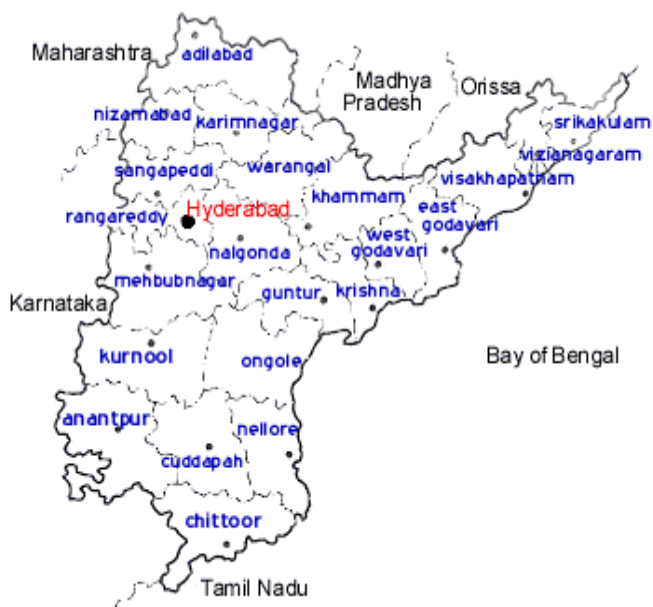 Maharashtra
adilabad
Madhya
Pradesh
Orissa
nizamabad
karimnagar
srikakulam
sangapeddi
warangal
vizianagaram
visakhapatnam
khammam
rangareddy
Hyderabad
east
godavari
nalgonda
west
godavari
mehbubnagar
guntur
krishna
Karnataka
kurnool
ongole
Bay of Bengal
anantpur
nellore
cuddapah
chittoor
Tamil Nadu